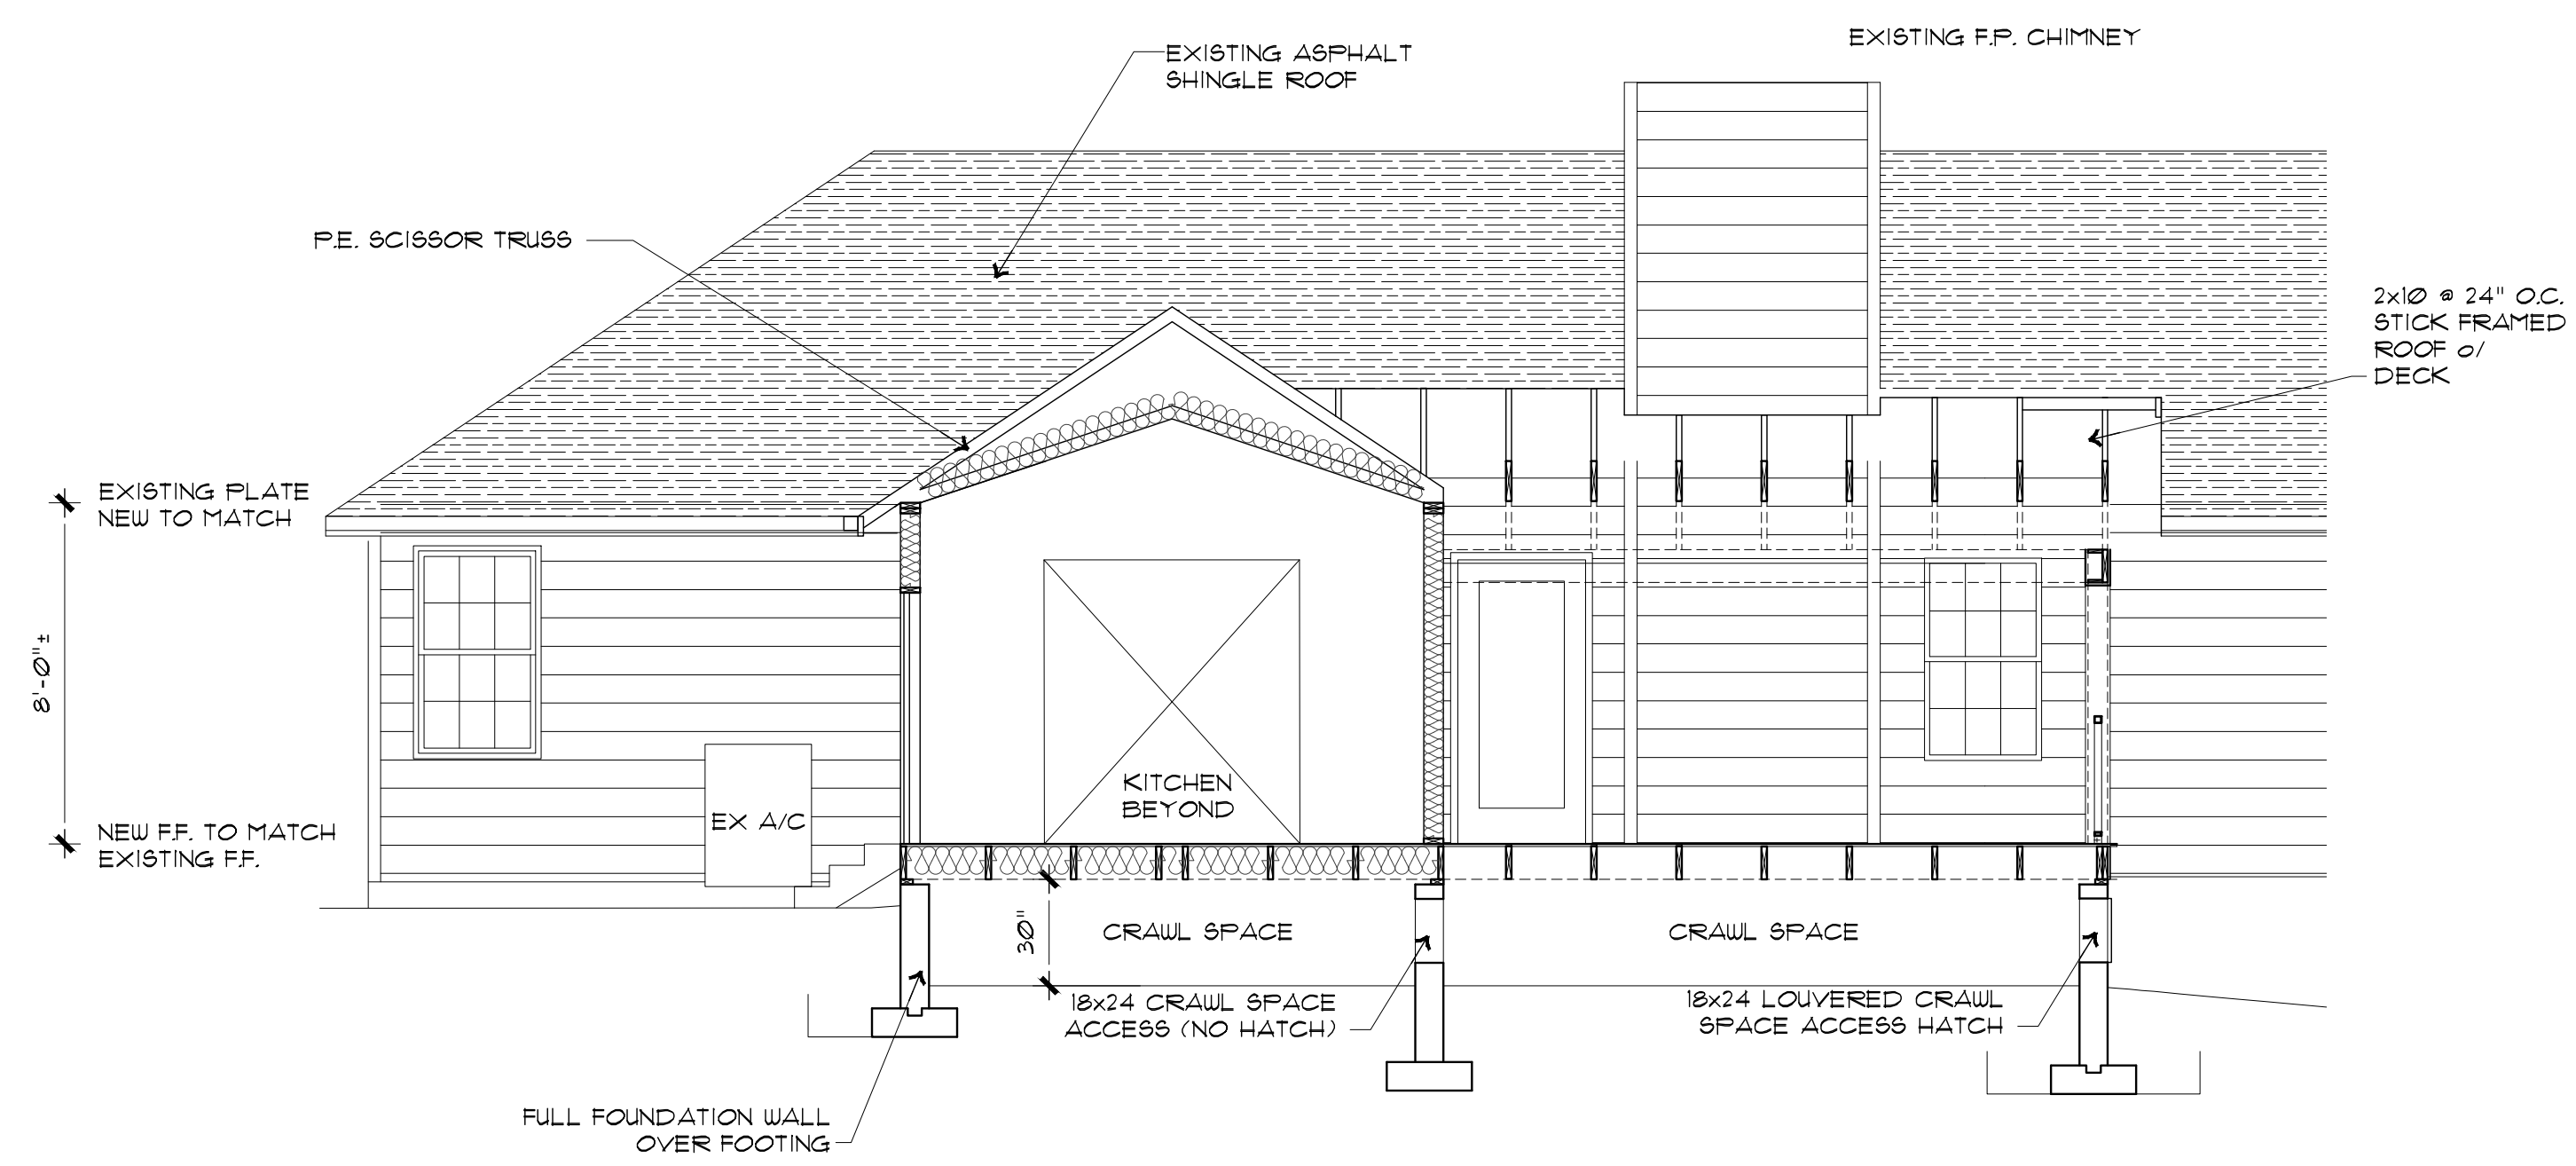 EXISTING F.P. CHIMNEY
EXISTING ASPHALT
SHINGLE ROOF
P.E. SCISSOR TRUSS
2x10 @ 24" O.C.
STICK FRAMED
ROOF o/
DECK
EXISTING PLATE
NEW TO MATCH
8'-0"±
KITCHEN
BEYOND
EX A/C
NEW F.F. TO MATCH
EXISTING F.F.
30"
CRAWL SPACE
CRAWL SPACE
18x24 CRAWL SPACE
ACCESS (NO HATCH)
18x24 LOUVERED CRAWL
SPACE ACCESS HATCH
FULL FOUNDATION WALL
OVER FOOTING